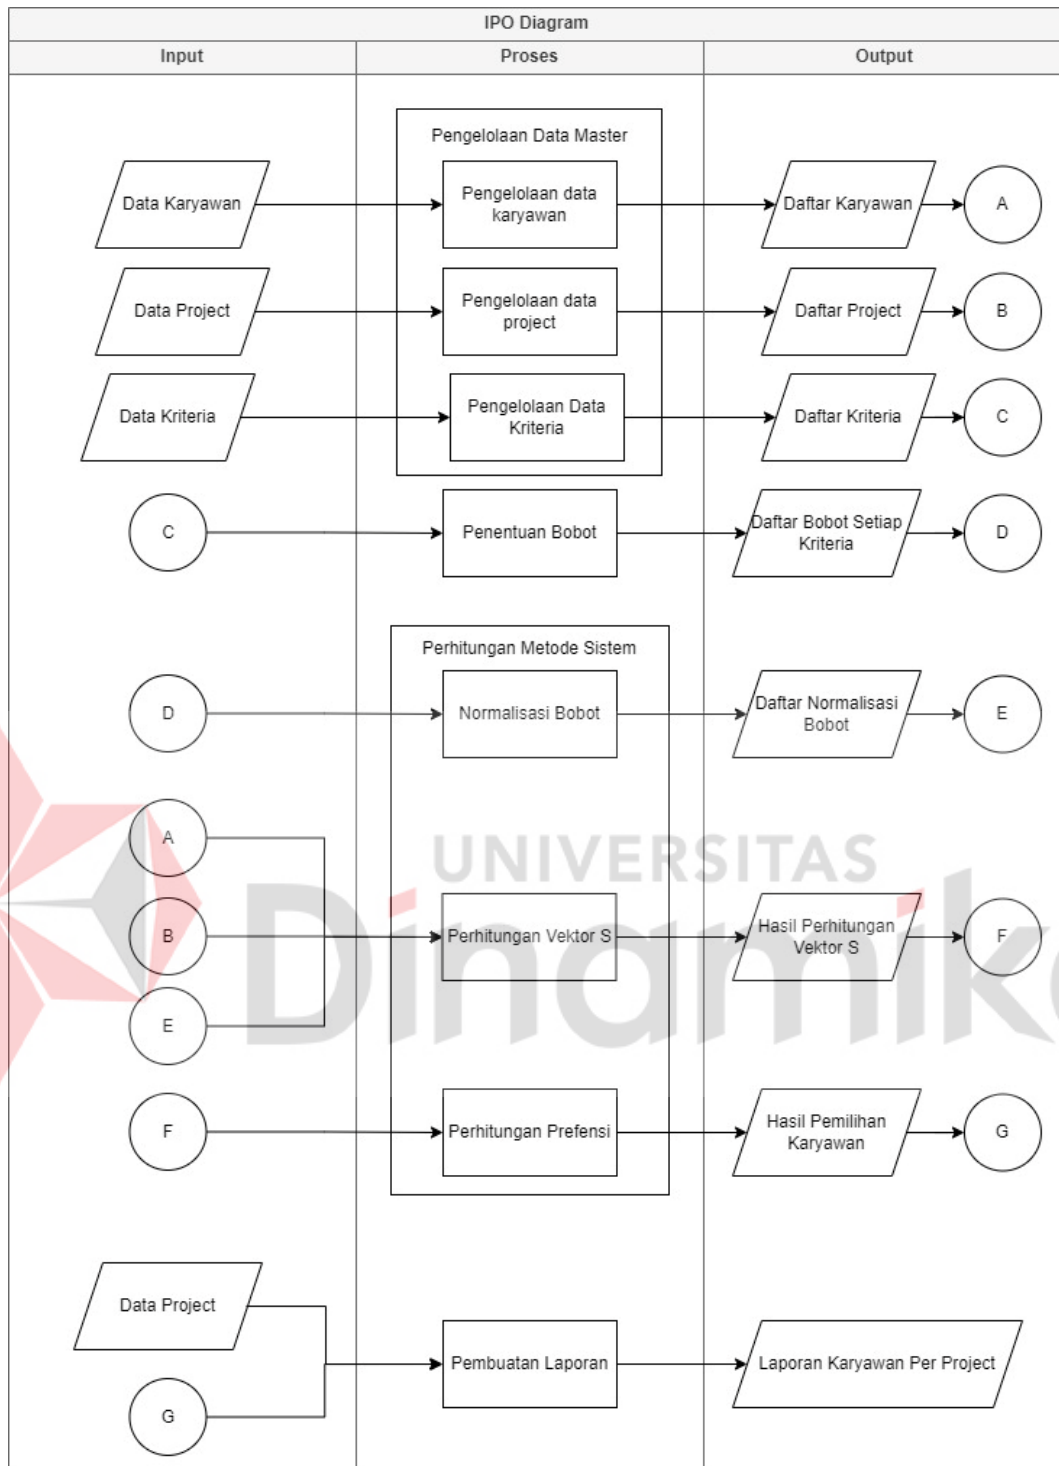 IPO Diagram
Input
Proses
Output
Pengelolaan Data Master
Data Karyawan
Pengelolaan data
karyawan
Daftar Karyawan
A
Data Project
Pengelolaan data
project
Daftar Project
B
Data Kriteria
Pengelolaan Data
Kriteria
Daftar Kriteria
C
C
Penentuan Bobot
Daftar Bobot Setiap
Kriteria
D
Perhitungan Metode Sistem
D
Normalisasi Bobot
Daftar Normalisasi
Bobot
E
A
UNIVERSITAS
Dinamika
B
Perhitungan Vektor S
Hasil Perhitungan
Vektor S
F
E
F
Perhitungan Prefensi
Hasil Pemilihan
Karyawan
G
Data Project
Pembuatan Laporan
Laporan Karyawan Per Project
G